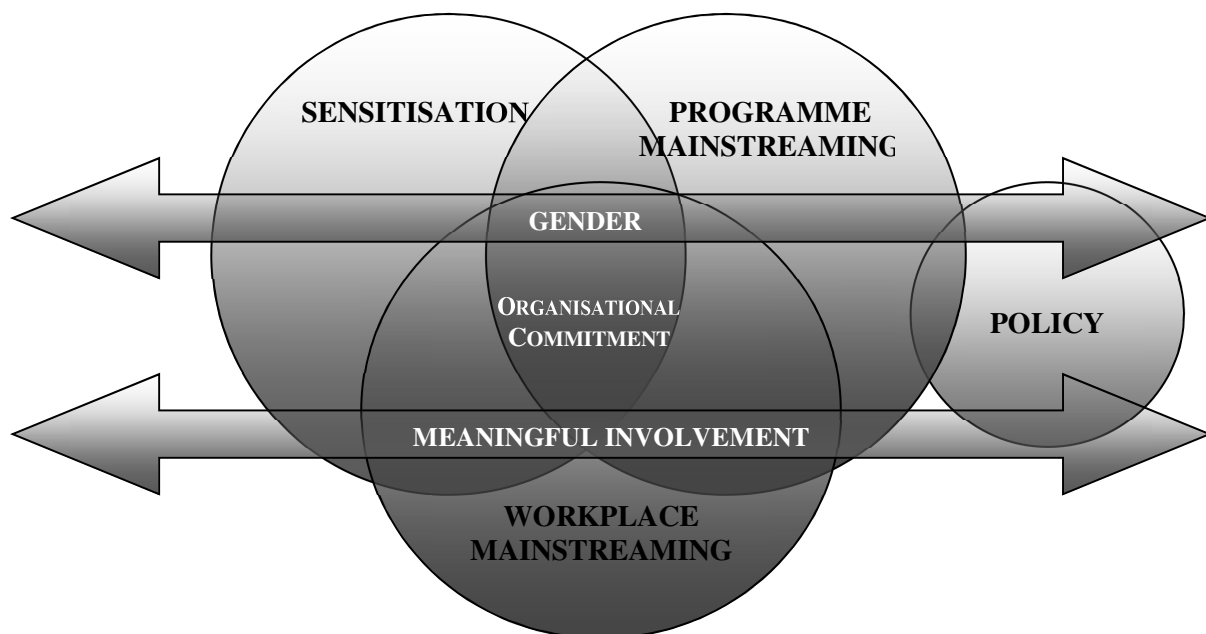 SENSITISATION
PROGRAMME
MAINSTREAMING
GENDER
ORGANISATIONAL
COMMITMENT
POLICY
MEANINGFUL INVOLVEMENT
WORKPLACE
MAINSTREAMING